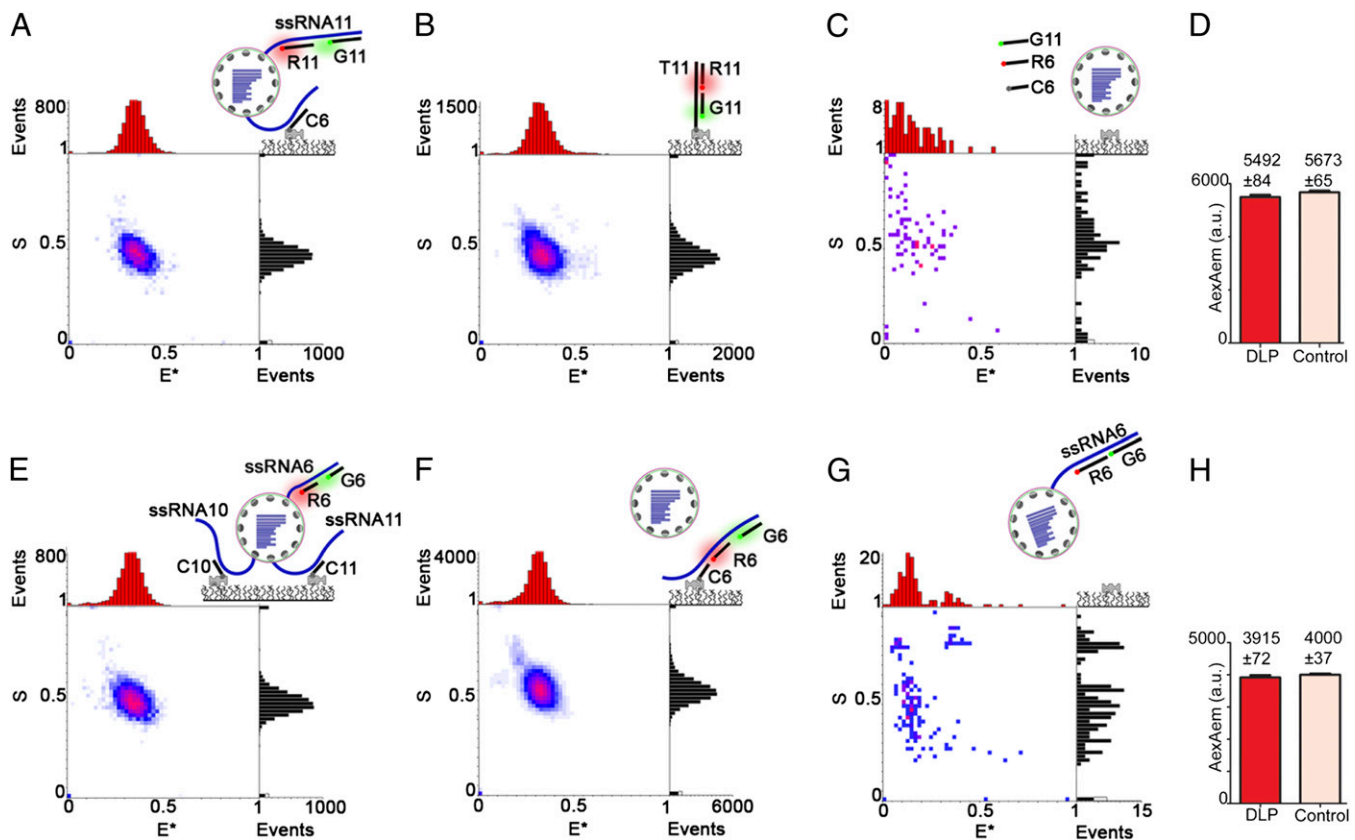 A
ssRNA11
R11
G11
C6
800
Events
1
S
0.5
0
0
0.5
1
1000
E*
Events
B
T11
R11
G11
1500
Events
1
S
0.5
0
0
0.5
1
2000
E*
Events
C
G11
R6
C6
8
Events
1
S
0.5
0
0
0.5
1
10
E*
Events
D
5492 5673
±84 ±65
6000
AexAem (a.u.)
0
DLP Control
E
ssRNA6
G6
R6
ssRNA10
ssRNA11
C10
C11
800
Events
1
S
0.5
0
0
0.5
1
1000
E*
Events
F
G6
R6
C6
4000
Events
1
S
0.5
0
0
0.5
1
6000
E*
Events
G
ssRNA6
G6
R6
20
Events
1
S
0.5
0
0
0.5
1
15
E*
Events
H
3915 4000
±72 ±37
5000
AexAem (a.u.)
0
DLP Control